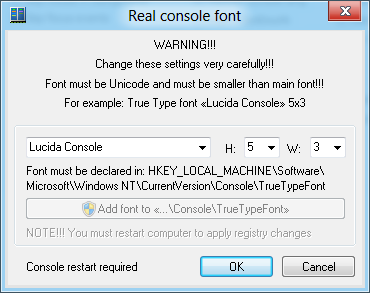 Real console font
WARNING!!!
Change these settings very carefully!!!
Font must be Unicode and must be smaller than main font!!!
For example: True Type font «Lucida Console» 5x3
Lucida Console H: 5 W: 3
Font must be declared in: HKEY_LOCAL_MACHINE\Software\
Microsoft\Windows NT\CurrentVersion\Console\TrueTypeFont
Add font to «...\Console\TrueTypeFont»
NOTE!!! You must restart computer to apply registry changes
Console restart required OK Cancel